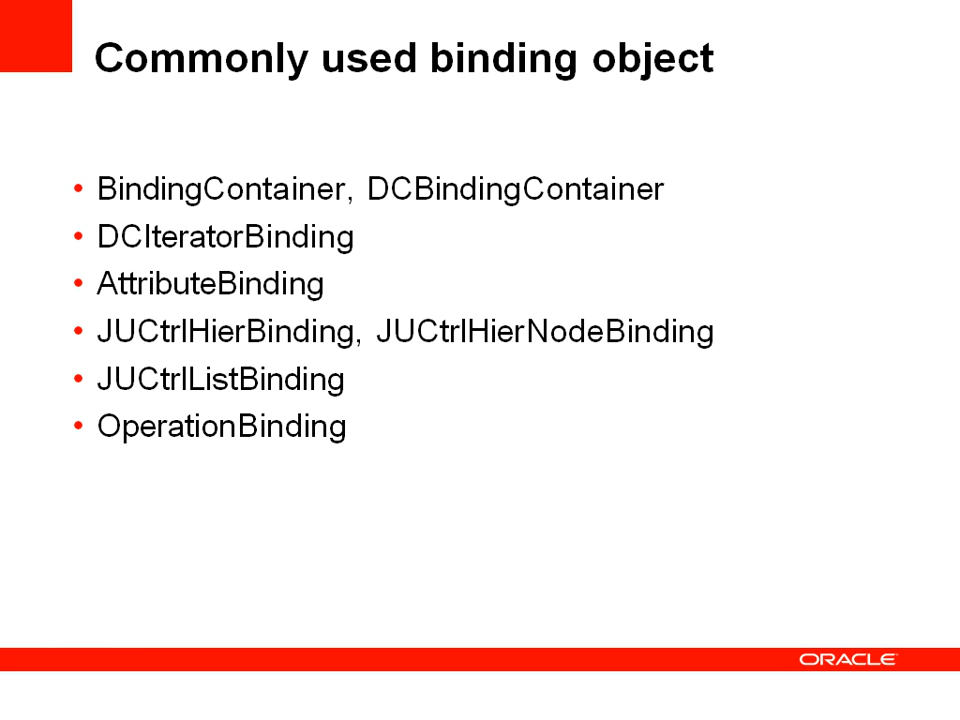 Commonly used binding object
• BindingContainer, DCBindingContainer
• DCIteratorBinding
• AttributeBinding
• JUCtrlHierBinding, JUCtrlHierNodeBinding
• JUCtrlListBinding
• OperationBinding
ORACLE